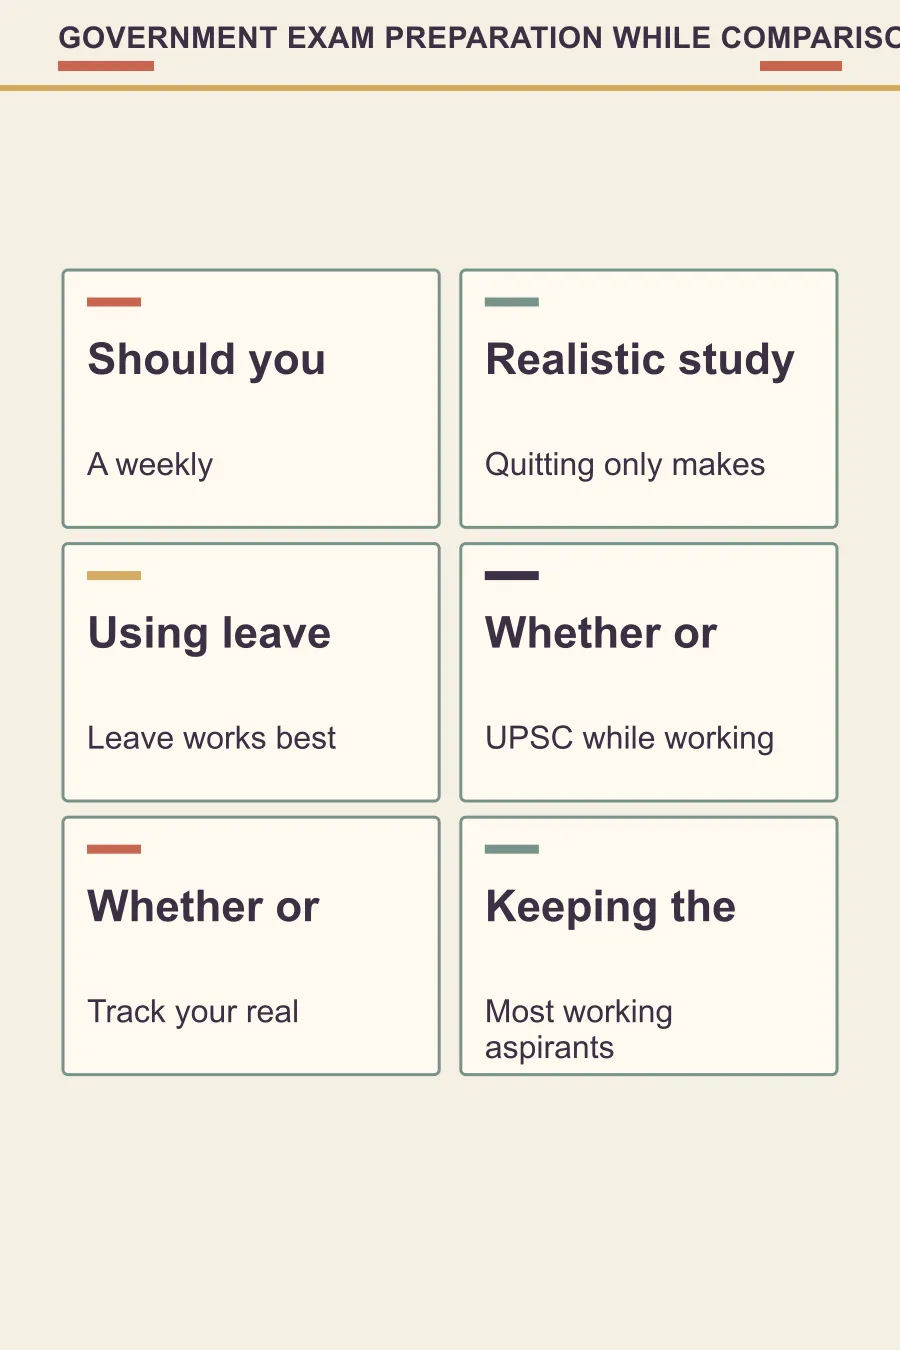 GOVERNMENT EXAM PREPARATION WHILE COMPARISO
Should you
A weekly
Realistic study
Quitting only makes
Using leave
Leave works best
Whether or
UPSC while working
Whether or
Track your real
Keeping the
Most working
aspirants